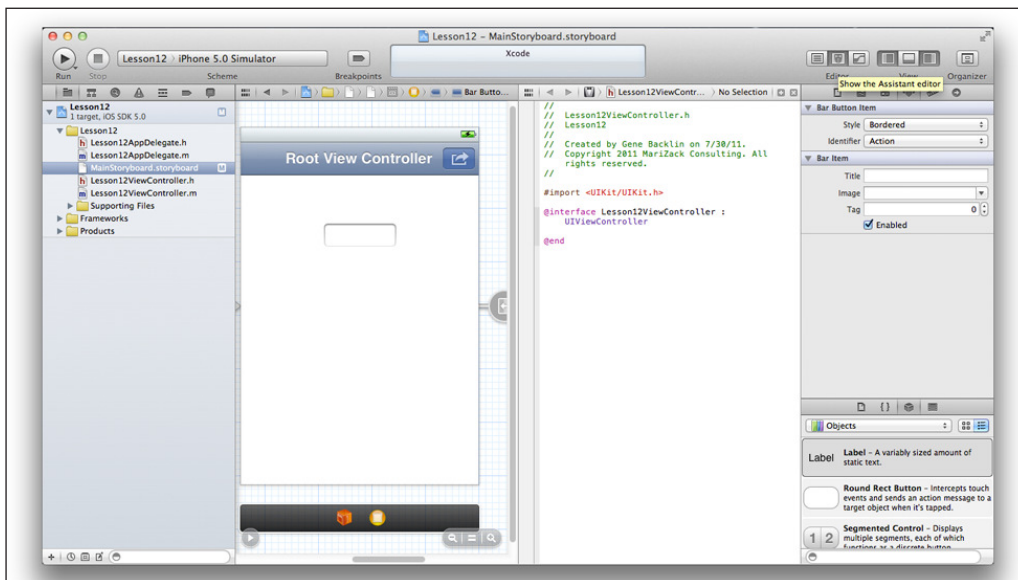 Lesson12 – MainStoryboard.storyboard
Lesson12 iPhone 5.0 Simulator
Xcode
Run Stop Scheme Breakpoints Editor View Organizer
Show the Assistant editor
Lesson12
1 target, iOS SDK 5.0
Lesson12
Lesson12AppDelegate.h
Lesson12AppDelegate.m
MainStoryboard.storyboard M
Lesson12ViewController.h
Lesson12ViewController.m
Supporting Files
Frameworks
Products
Bar Butto...
Root View Controller
Lesson12ViewContr... No Selection
//
// Lesson12ViewController.h
// Lesson12
//
// Created by Gene Backlin on 7/30/11.
// Copyright 2011 MariZack Consulting. All
rights reserved.
//
#import <UIKit/UIKit.h>
@interface Lesson12ViewController :
UIViewController
@end
Bar Button Item
Style Bordered
Identifier Action
Bar Item
Title
Image
Tag 0
Enabled
Objects
Label
Label – A variably sized amount of
static text.
Round Rect Button – Intercepts touch
events and sends an action message to a
target object when it's tapped.
1 2
Segmented Control – Displays
multiple segments, each of which
functions as a discrete button.